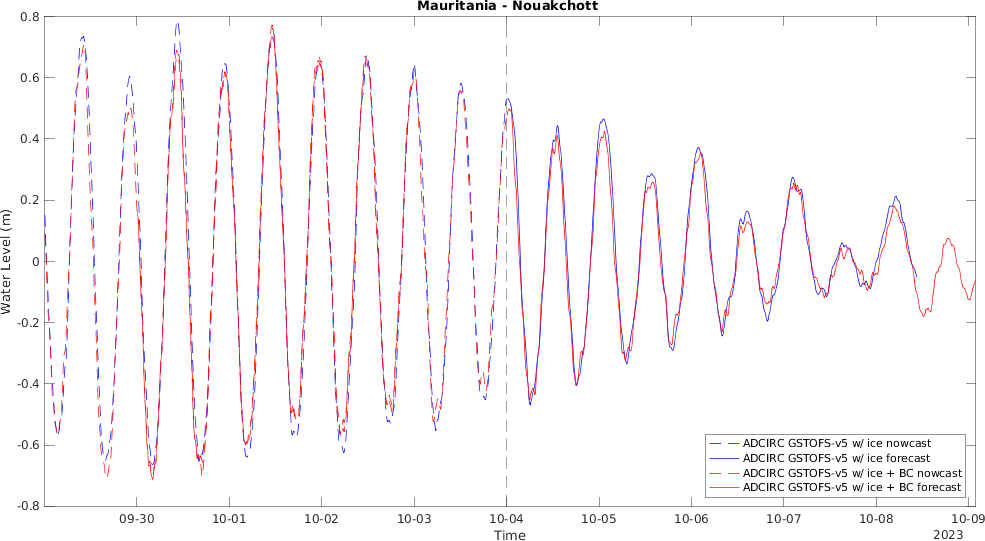 Mauritania - Nouakchott
0.8
0.6
0.4
0.2
0
-0.2
-0.4
-0.6
-0.8
Water Level (m)
09-30
10-01
10-02
10-03
10-04
10-05
10-06
10-07
10-08
10-09
Time
2023
ADCIRC GSTOFS-v5 w/ ice nowcast
ADCIRC GSTOFS-v5 w/ ice forecast
ADCIRC GSTOFS-v5 w/ ice + BC nowcast
ADCIRC GSTOFS-v5 w/ ice + BC forecast